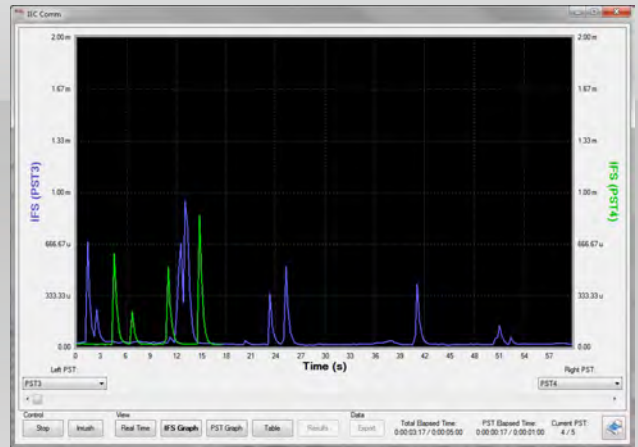 ISC Comm
2.00 m
1.67 m
1.33 m
1.00 m
666.67 u
333.33 u
0.00
IFS (PST3)
2.00 m
1.67 m
1.33 m
1.00 m
666.67 u
333.33 u
0.00
IFS (PST4)
0 3 6 9 12 15 18 21 24 27 30 33 36 39 42 45 48 51 54 57
Time (s)
Left PST: Right PST:
PST3 PST4
Control View Data
Stop Inrush Real Time IFS Graph PST Graph Table Results Export
Total Elapsed Time: PST Elapsed Time: Current PST:
0:00:03:17 / 0:00:05:00 0:00:00:17 / 0:00:01:00 4 / 5